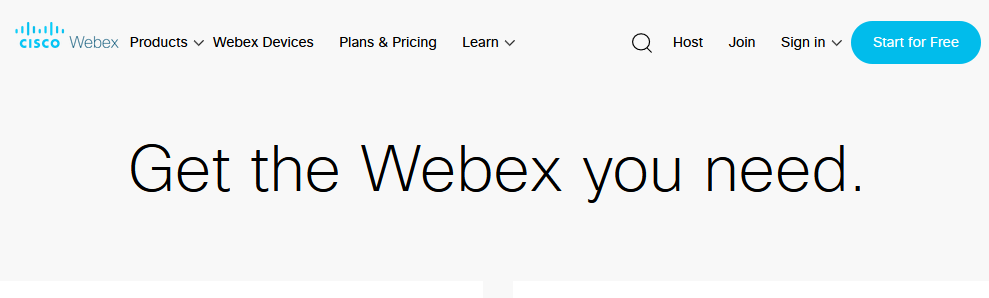 CISCO Webex Products Webex Devices Plans & Pricing Learn Host Join Sign in Start for Free
Get the Webex you need.